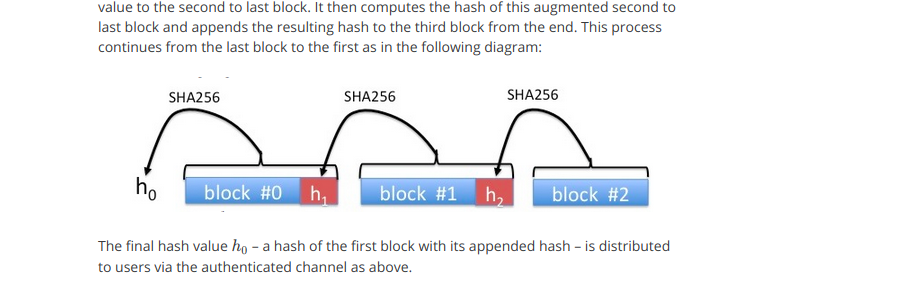 value to the second to last block. It then computes the hash of this augmented second to
last block and appends the resulting hash to the third block from the end. This process
continues from the last block to the first as in the following diagram:
SHA256 SHA256 SHA256
h₀ block #0 h₁ block #1 h₂ block #2
The final hash value h₀ – a hash of the first block with its appended hash – is distributed
to users via the authenticated channel as above.